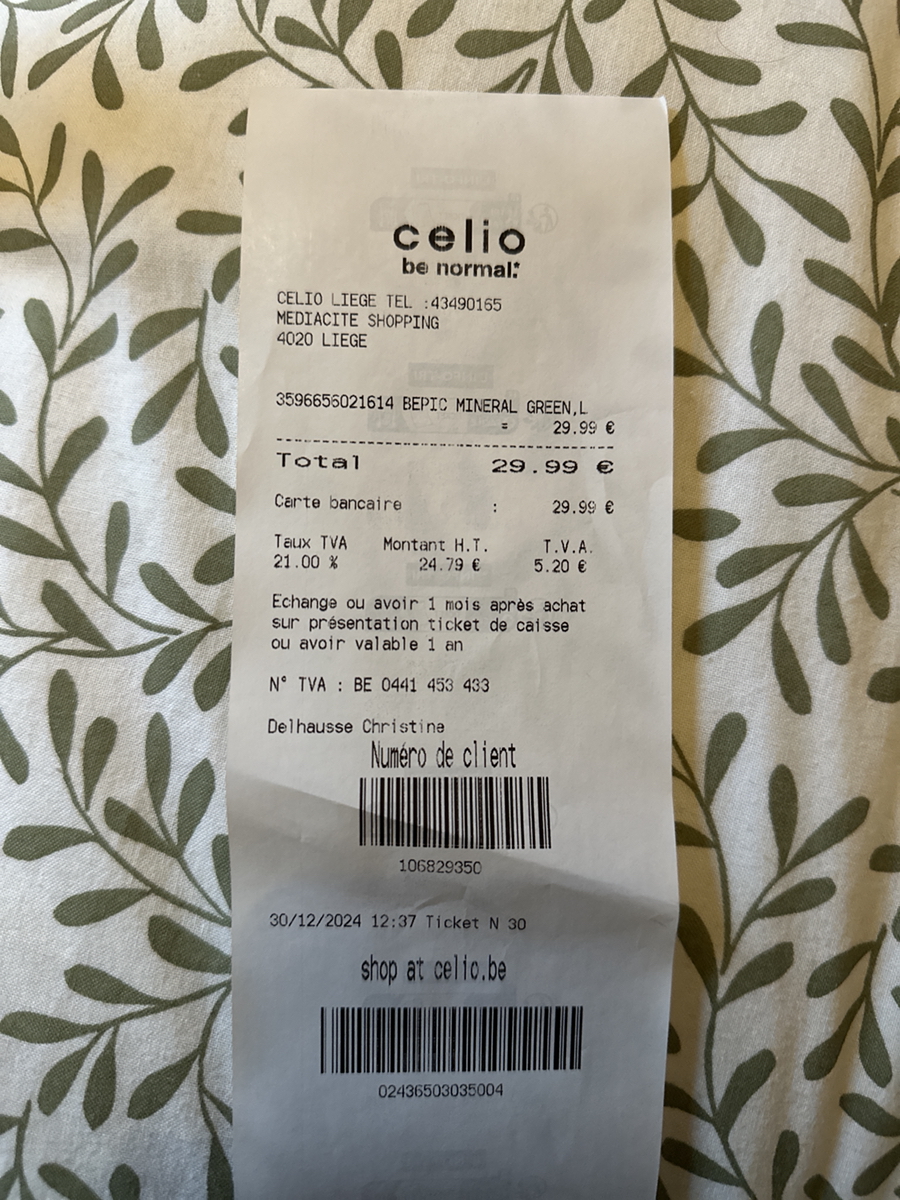 celio
be normal:
CELIO LIEGE TEL :43490165
MEDIACITE SHOPPING
4020 LIEGE
3596656021614 BEPIC MINERAL GREEN,L
= 29.99 €
Total 29.99 €
Carte bancaire : 29.99 €
Taux TVA Montant H.T. T.V.A.
21.00 % 24.79 € 5.20 €
Echange ou avoir 1 mois après achat
sur présentation ticket de caisse
ou avoir valable 1 an
N° TVA : BE 0441 453 433
Delhausse Christine
Numéro de client
106829350
30/12/2024 12:37 Ticket N 30
shop at celio.be
02436503035004